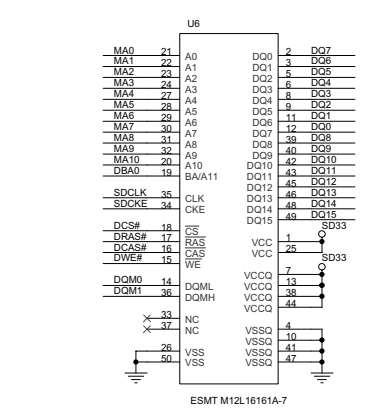 U6
MA0 21 A0 DQ0 2 DQ7
MA1 22 A1 DQ1 3 DQ6
MA2 23 A2 DQ2 5 DQ5
MA3 24 A3 DQ3 6 DQ4
MA4 27 A4 DQ4 8 DQ3
MA5 28 A5 DQ5 9 DQ2
MA6 29 A6 DQ6 11 DQ1
MA7 30 A7 DQ7 12 DQ0
MA8 31 A8 DQ8 39 DQ8
MA9 32 A9 DQ9 40 DQ9
MA10 20 A10 DQ10 42 DQ10
DBA0 19 BA/A11 DQ11 43 DQ11
DQ12 45 DQ12
SDCLK 35 CLK DQ13 46 DQ13
SDCKE 34 CKE DQ14 48 DQ14
DQ15 49 DQ15
SD33
DCS# 18 CS
DRAS# 17 RAS VCC 1
DCAS# 16 CAS VCC 25
DWE# 15 WE
SD33
VCCQ 7
DQM0 14 DQML VCCQ 13
DQM1 36 DQMH VCCQ 38
VCCQ 44
33 NC
37 NC VSSQ 4
VSSQ 10
26 VSS VSSQ 41
50 VSS VSSQ 47
ESMT M12L16161A-7